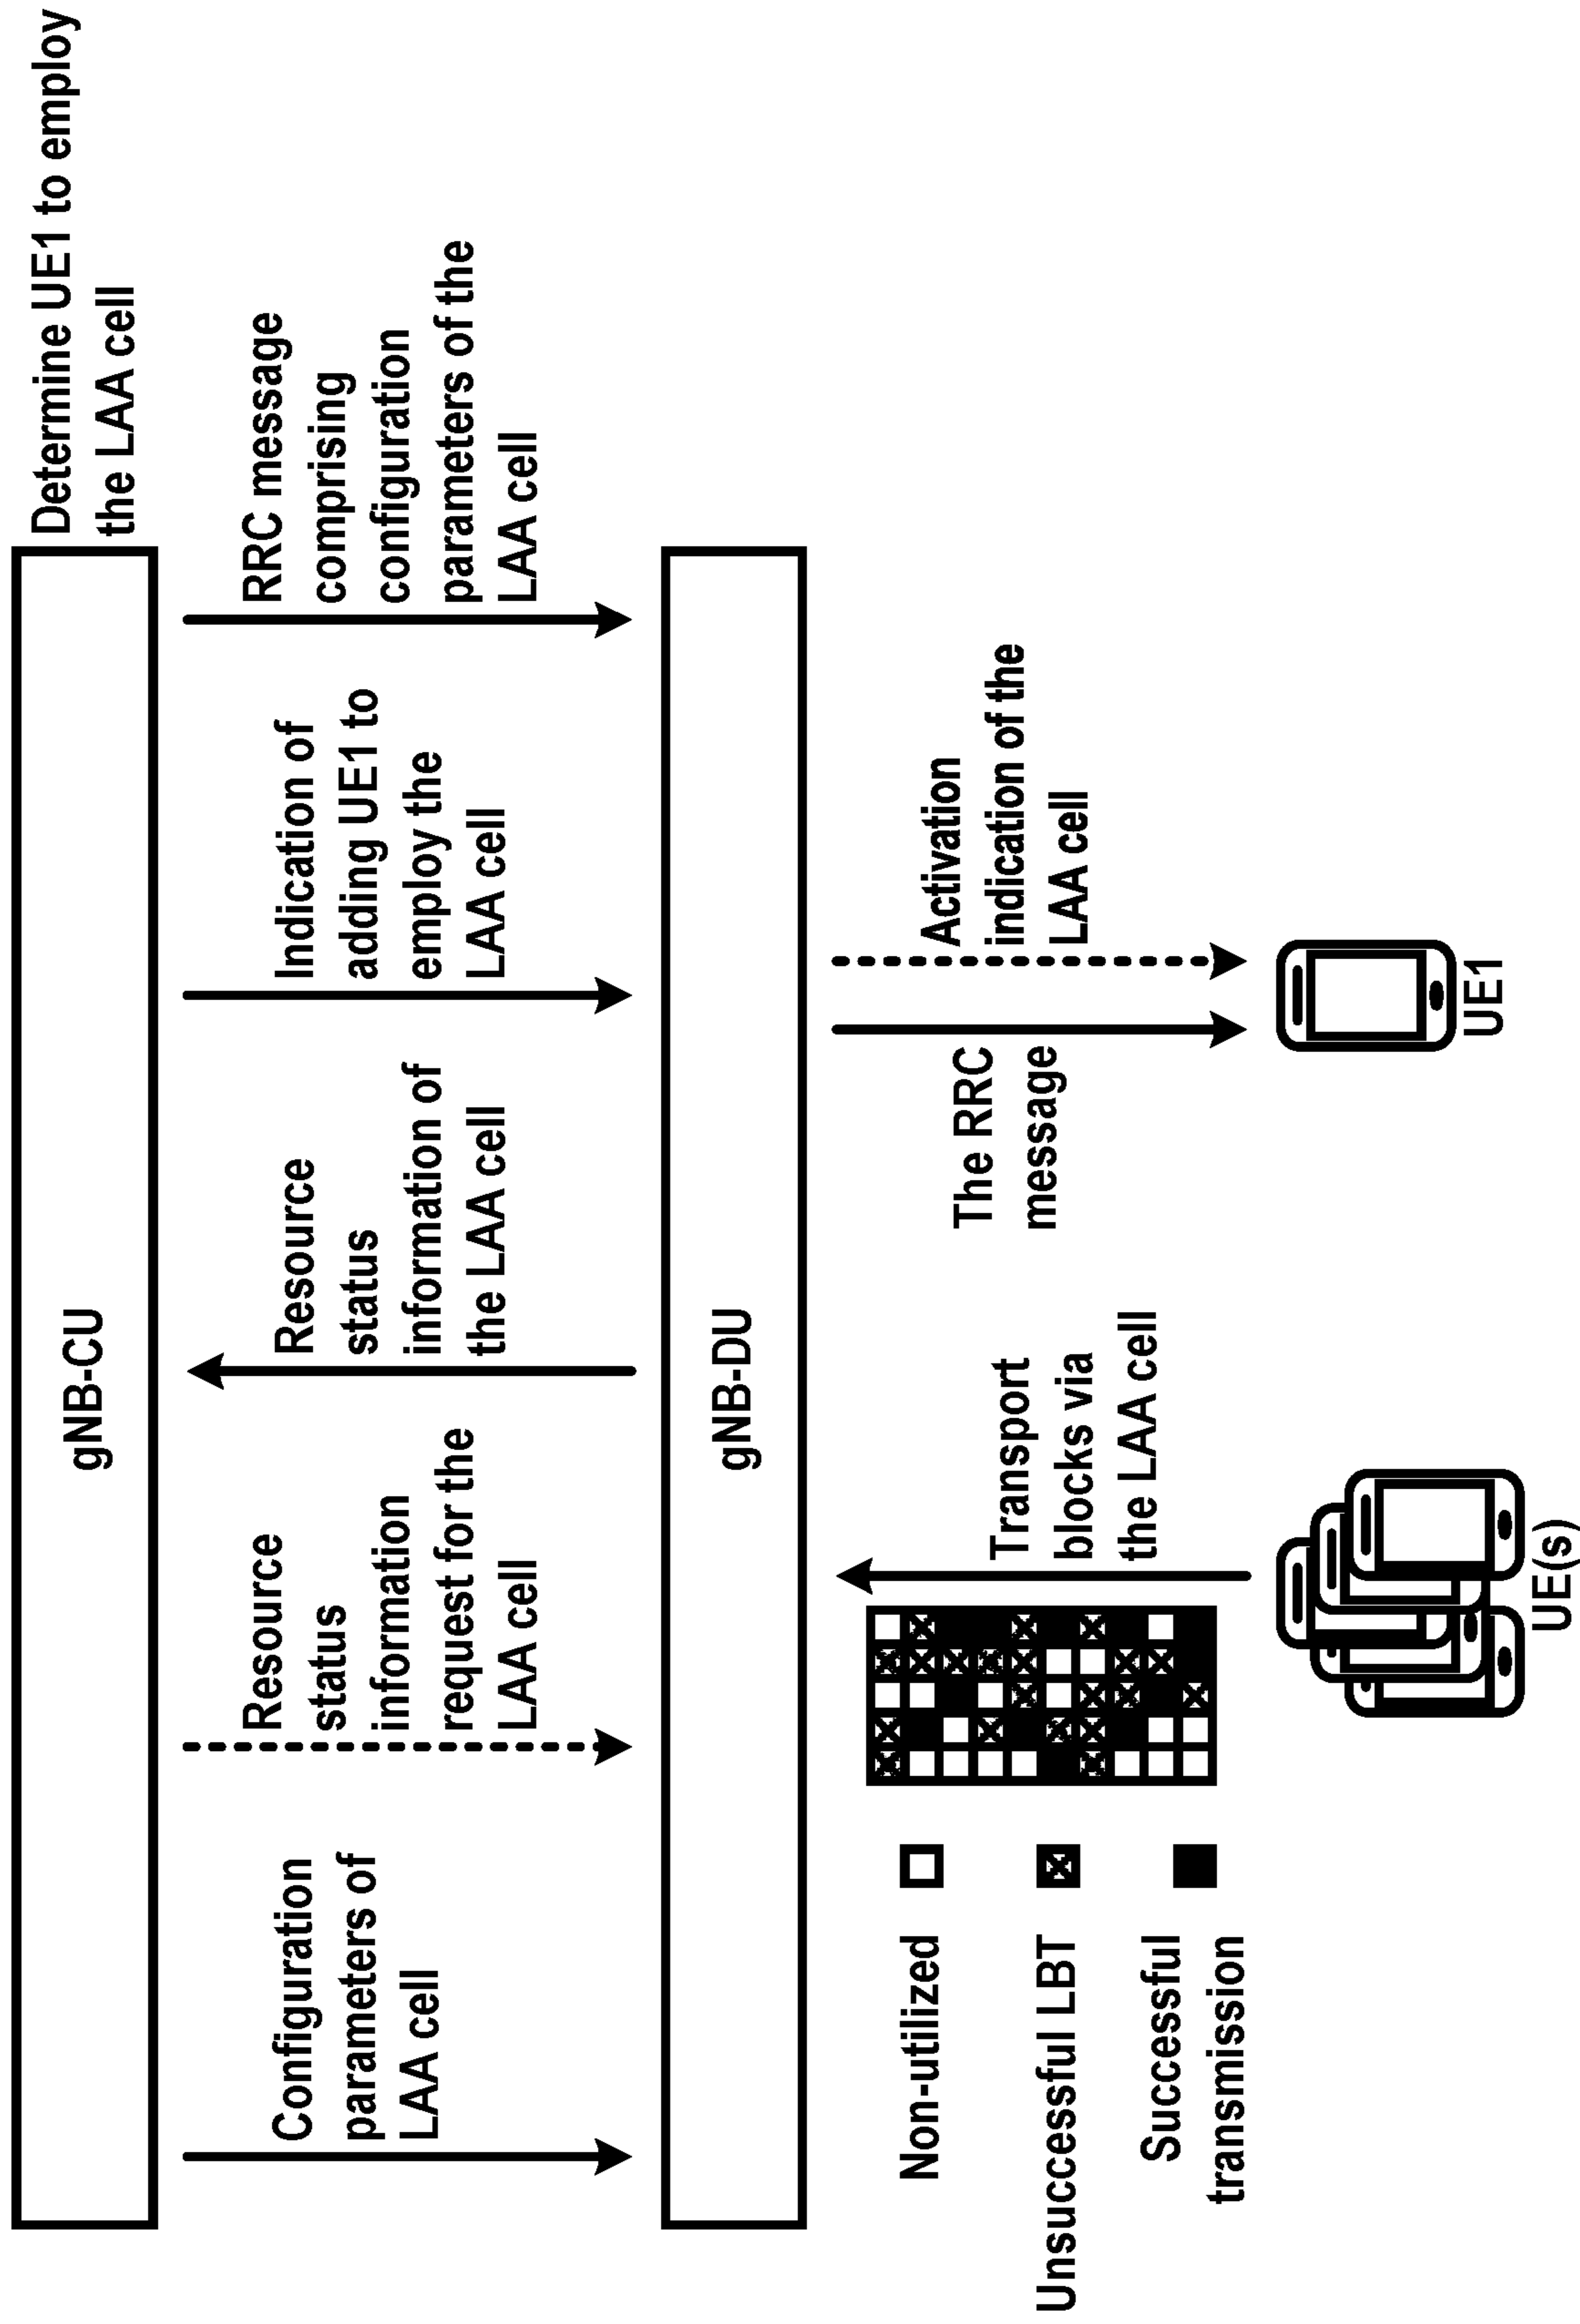 gNB-CU
Determine UE1 to employ
the LAA cell
Configuration
parameters of
LAA cell
Resource
status
information
request for the
LAA cell
Resource
status
information of
the LAA cell
Indication of
adding UE1 to
employ the
LAA cell
RRC message
comprising
configuration
parameters of the
LAA cell
gNB-DU
Non-utilized
Unsuccessful LBT
Successful
transmission
Transport
blocks via
the LAA cell
The RRC
message
Activation
indication of the
LAA cell
UE(s)
UE1